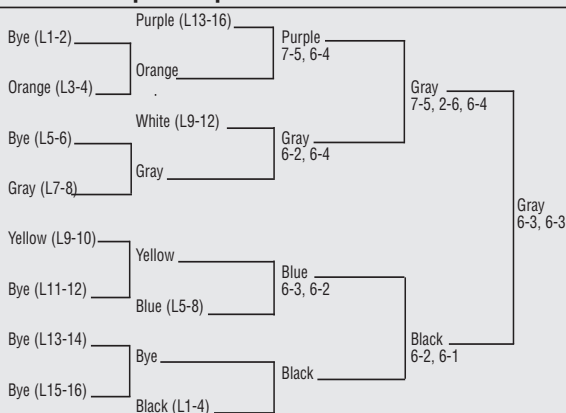 Bye (L1-2)
Orange (L3-4)
Bye (L5-6)
Gray (L7-8)
Yellow (L9-10)
Bye (L11-12)
Bye (L13-14)
Bye (L15-16)
Purple (L13-16)
Orange
White (L9-12)
Gray
Yellow
Blue (L5-8)
Bye
Black (L1-4)
Purple
7-5, 6-4
Gray
6-2, 6-4
Blue
6-3, 6-2
Black
Gray
7-5, 2-6, 6-4
Black
6-2, 6-1
Gray
6-3, 6-3